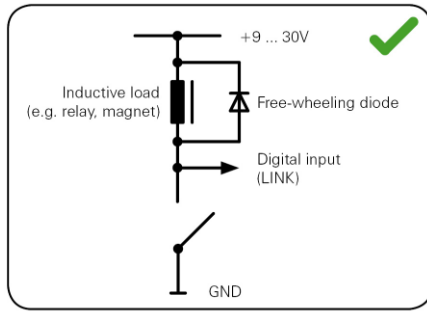 +9 ... 30V
Inductive load
(e.g. relay, magnet)
Free-wheeling diode
Digital input
(LINK)
GND